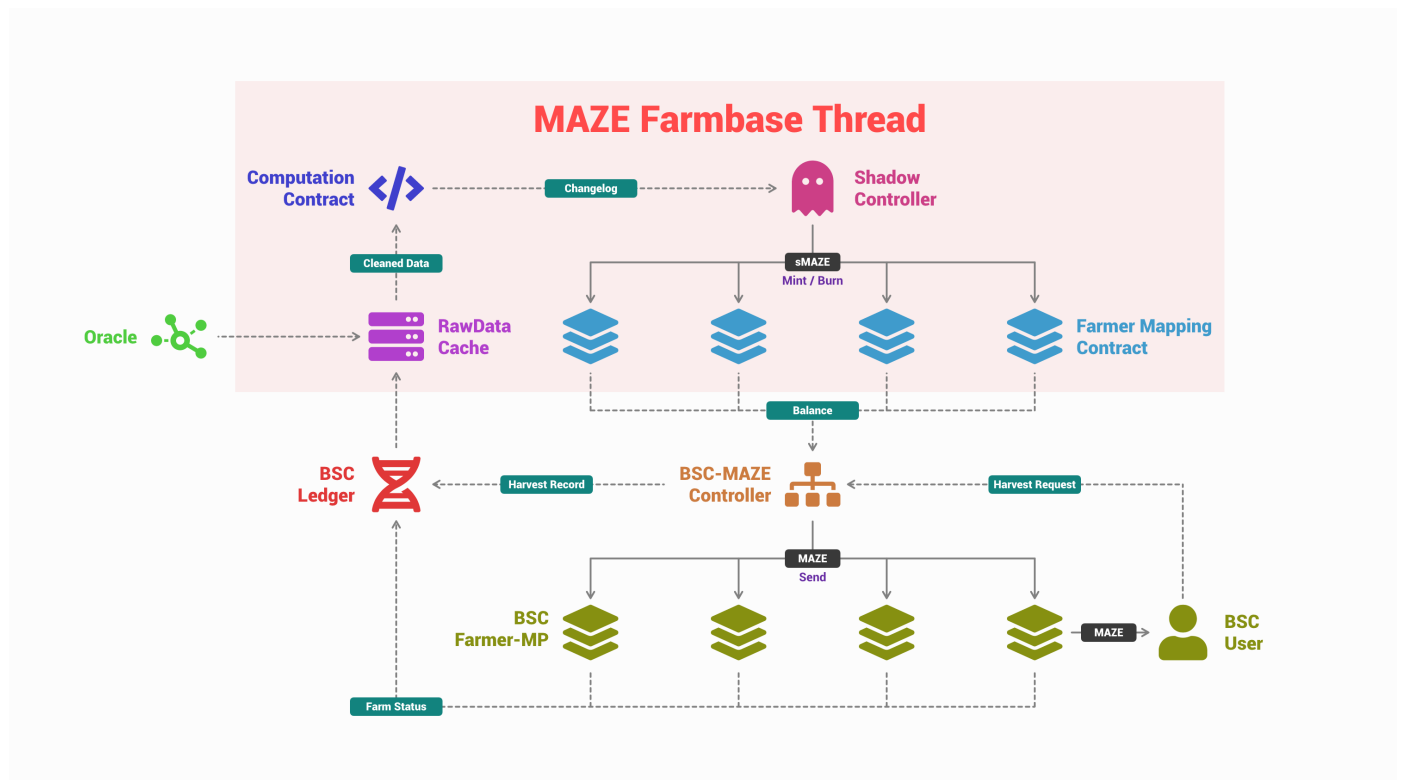 MAZE Farmbase Thread
Computation
Contract
Changelog
Shadow
Controller
Cleaned Data
sMAZE
Mint / Burn
Oracle
RawData
Cache
Farmer Mapping
Contract
Balance
BSC
Ledger
Harvest Record
BSC-MAZE
Controller
Harvest Request
MAZE
Send
BSC
Farmer-MP
MAZE
BSC
User
Farm Status